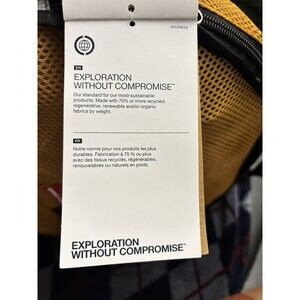 EN
EXPLORATION
WITHOUT COMPROMISE™
Our standard for our most-sustainable
products. Made with 75% or more recycled,
regenerative, renewable and/or organic
fabrics by weight.
FR
Notre norme pour nos produits les plus
durables. Fabrication à 75 % ou plus
avec des tissus recyclés, régénérables,
renouvelables ou naturels en poids.
EXPLORATION
WITHOUT COMPROMISE™